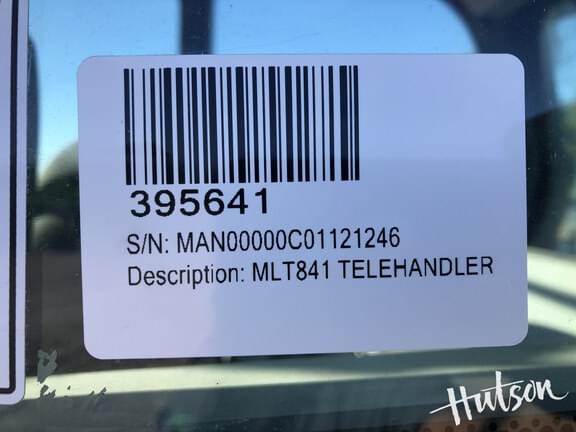 395641
S/N: MAN00000C01121246
Description: MLT841 TELEHANDLER
Hutson